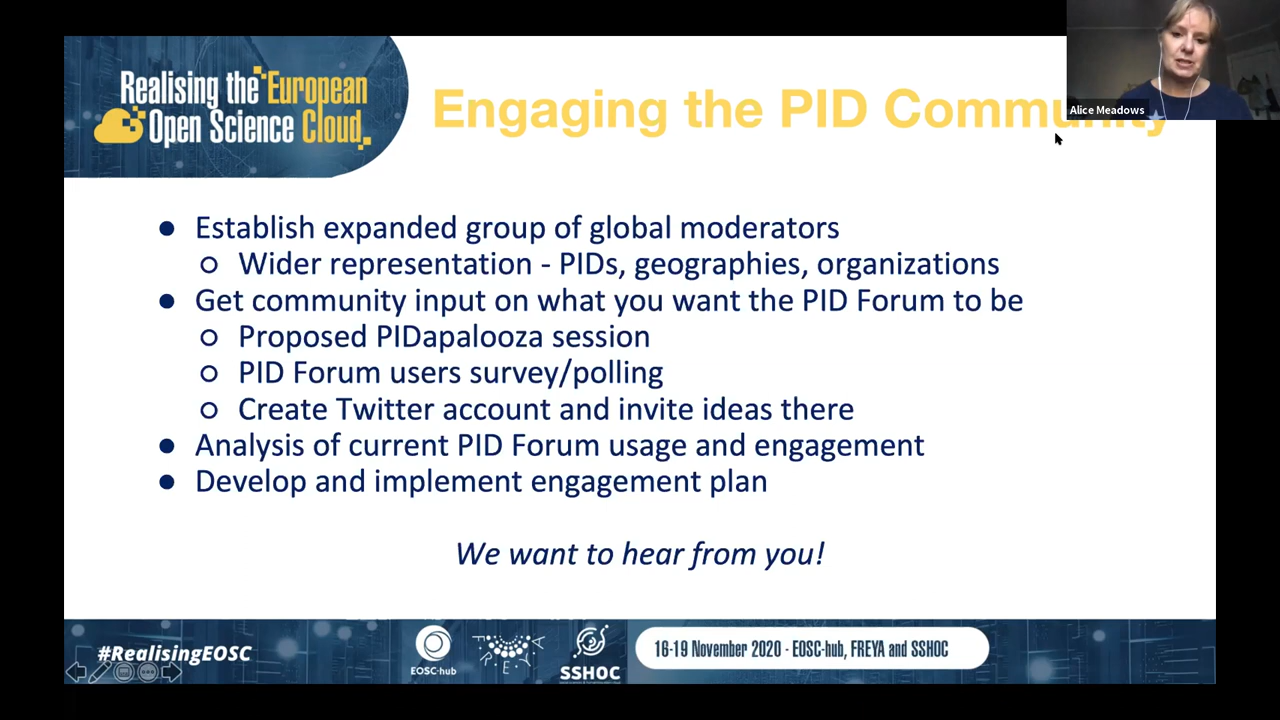 Realising the European
Open Science Cloud
Engaging the PID Community
Alice Meadows
● Establish expanded group of global moderators
○ Wider representation - PIDs, geographies, organizations
● Get community input on what you want the PID Forum to be
○ Proposed PIDapalooza session
○ PID Forum users survey/polling
○ Create Twitter account and invite ideas there
● Analysis of current PID Forum usage and engagement
● Develop and implement engagement plan
We want to hear from you!
#RealisingEOSC
EOSC-hub
FREYA
SSHOC
16-19 November 2020 - EOSC-hub, FREYA and SSHOC